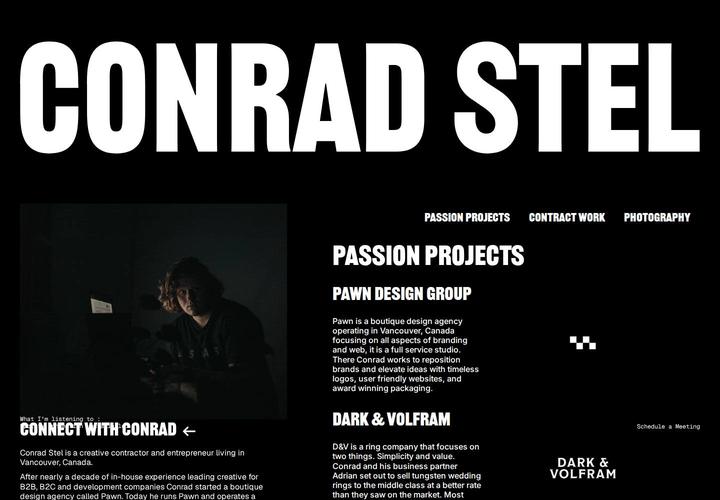 CONRAD STEL
PASSION PROJECTS
CONTRACT WORK
PHOTOGRAPHY
What I'm listening to :
CONNECT WITH CONRAD ←
Conrad Stel is a creative contractor and entrepreneur living in
Vancouver, Canada.
After nearly a decade of in-house experience leading creative for
B2B, B2C and development companies Conrad started a boutique
design agency called Pawn. Today he runs Pawn and operates a
PASSION PROJECTS
PAWN DESIGN GROUP
Pawn is a boutique design agency
operating in Vancouver, Canada
focusing on all aspects of branding
and web, it is a full service studio.
There Conrad works to reposition
brands and elevate ideas with timeless
logos, user friendly websites, and
award winning packaging.
DARK & VOLFRAM
D&V is a ring company that focuses on
two things. Simplicity and value.
Conrad and his business partner
Adrian set out to sell tungsten wedding
rings to the middle class at a better rate
than they saw on the market. Most
Schedule a Meeting
DARK &
VOLFRAM